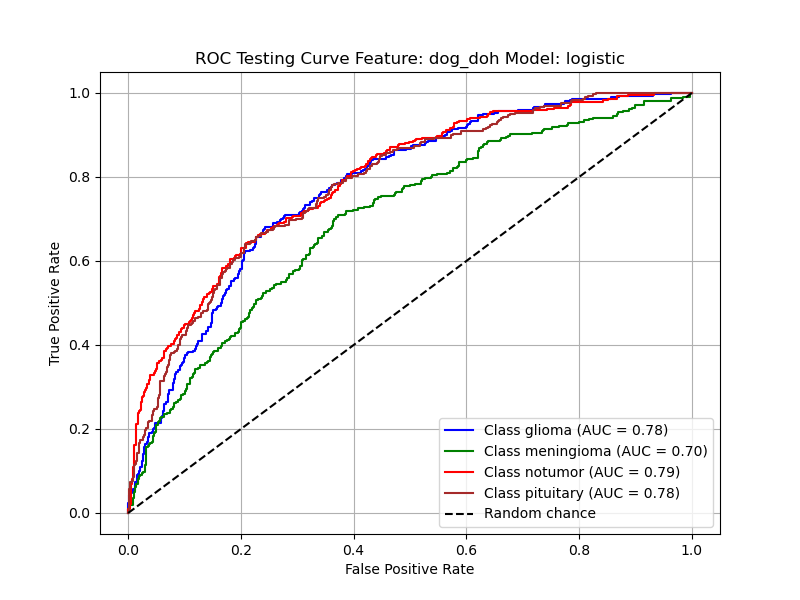 ROC Testing Curve Feature: dog_doh Model: logistic
True Positive Rate
1.0
0.8
0.6
0.4
0.2
0.0
Class glioma (AUC = 0.78)
Class meningioma (AUC = 0.70)
Class notumor (AUC = 0.79)
Class pituitary (AUC = 0.78)
Random chance
0.0 0.2 0.4 0.6 0.8 1.0
False Positive Rate